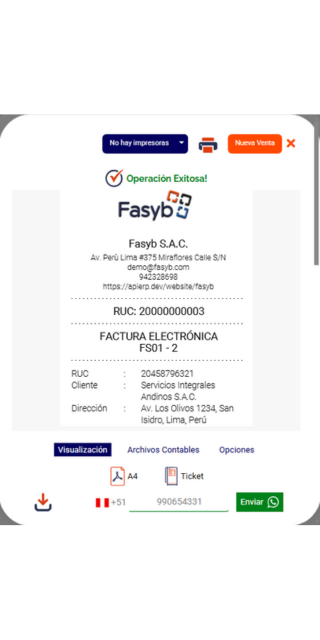 No hay impresoras
Nueva Venta
Operación Exitosa!
Fasyb
Fasyb S.A.C.
Av. Perù Lima #375 Miraflores Calle S/N
demo@fasyb.com
942328698
https://apierp.dev/website/fasyb
RUC: 20000000003
FACTURA ELECTRÓNICA
FS01 - 2
RUC : 20458796321
Cliente : Servicios Integrales
Andinos S.A.C.
Dirección : Av. Los Olivos 1234, San
Isidro, Lima, Perú
Visualización Archivos Contables Opciones
A4 Ticket
+51 990654331 Enviar